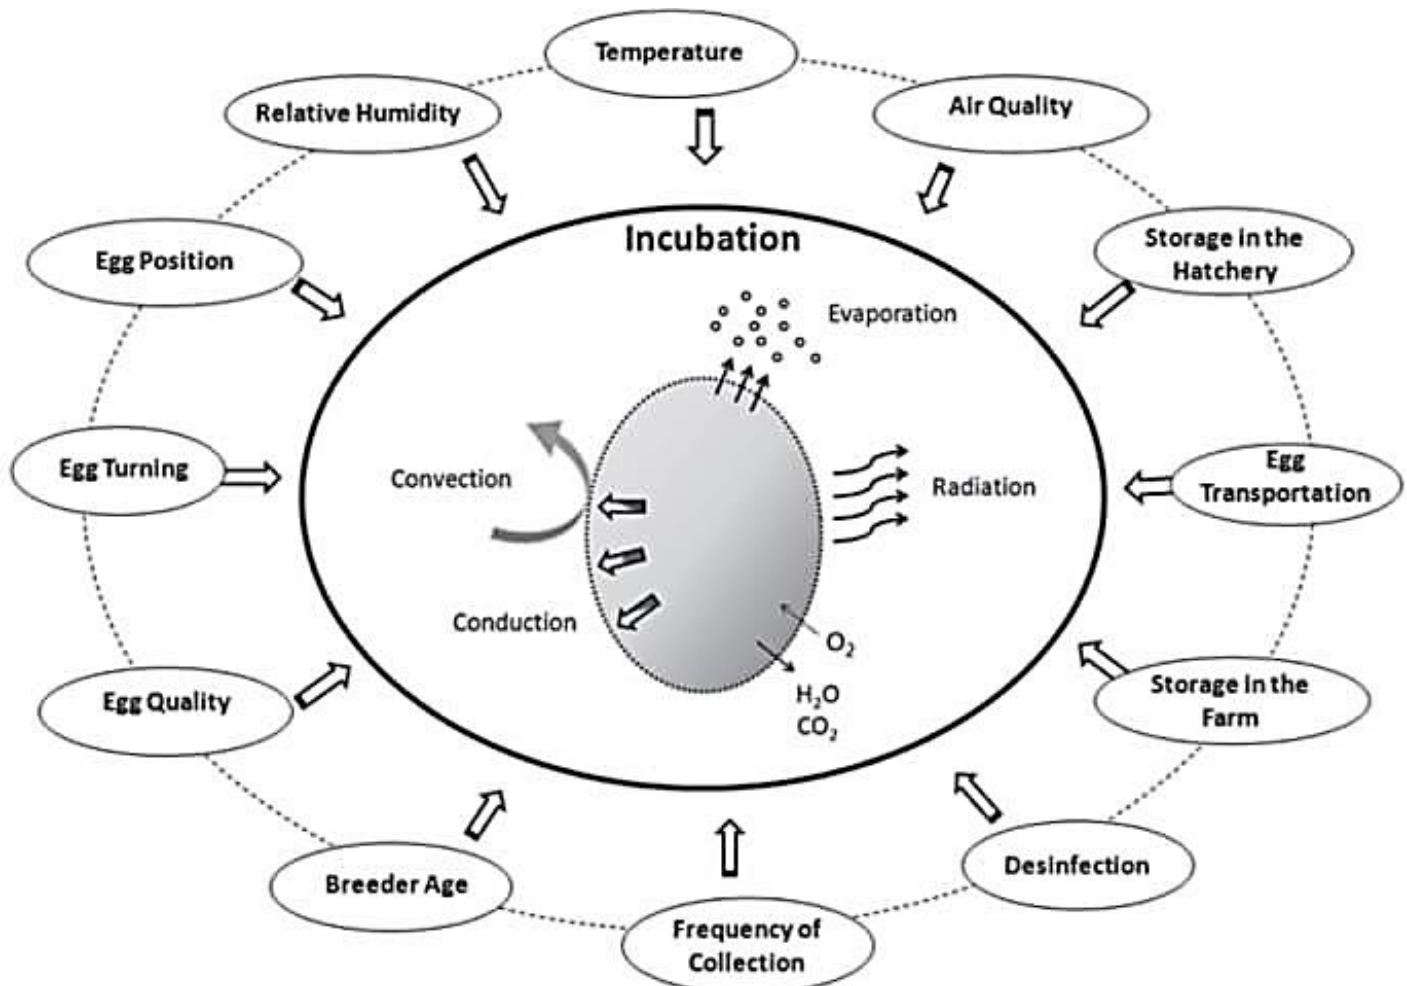 Temperature
Relative Humidity
Air Quality
Egg Position
Storage in the
Hatchery
Incubation
Evaporation
Egg Turning
Convection
Radiation
Egg
Transportation
Conduction
O₂
H₂O
CO₂
Egg Quality
Storage in the
Farm
Breeder Age
Desinfection
Frequency of
Collection